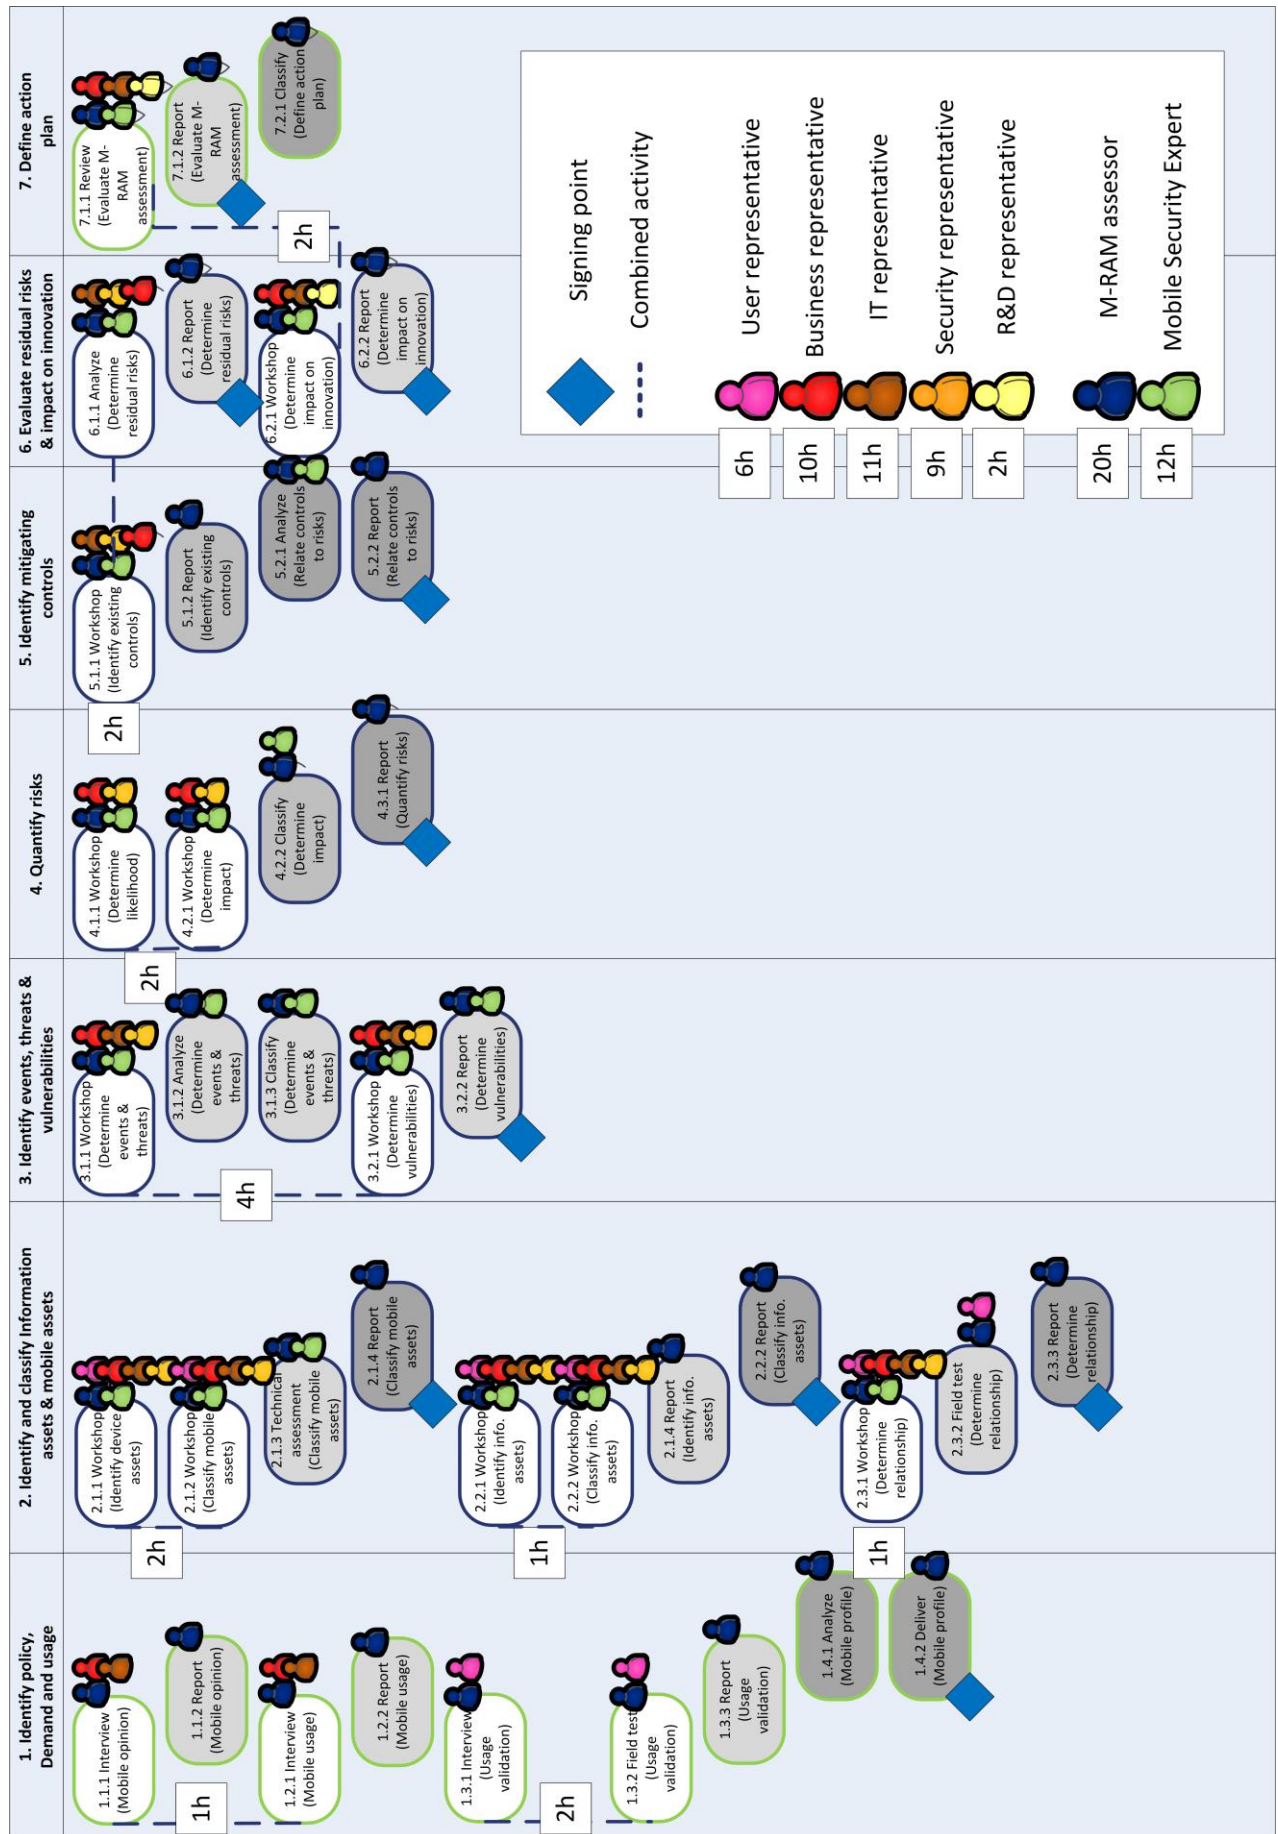 1. Identify policy,
Demand and usage
1.1.1 Interview
(Mobile opinion)
1.1.2 Report
(Mobile opinion)
1h
1.2.1 Interview
(Mobile usage)
1.2.2 Report
(Mobile usage)
1.3.1 Interview
(Usage
validation)
2h
1.3.2 Field test
(Usage
validation)
1.3.3 Report
(Usage
validation)
1.4.1 Analyze
(Mobile profile)
1.4.2 Deliver
(Mobile profile)
2. Identify and classify Information
assets & mobile assets
2.1.1 Workshop
(Identify device
assets)
2h
2.1.2 Workshop
(Classify mobile
assets)
2.1.3 Technical
assessment
(Classify mobile
assets)
2.1.4 Report
(Classify mobile
assets)
2.2.1 Workshop
(Identify info.
assets)
1h
2.2.2 Workshop
(Classify info.
assets)
2.1.4 Report
(Identify info.
assets)
2.2.2 Report
(Classify info.
assets)
2.3.1 Workshop
(Determine
relationship)
1h
2.3.2 Field test
(Determine
relationship)
2.3.3 Report
(Determine
relationship)
3. Identify events, threats &
vulnerabilities
3.1.1 Workshop
(Determine
events &
threats)
3.1.2 Analyze
(Determine
events &
threats)
4h
3.1.3 Classify
(Determine
events &
threats)
3.2.1 Workshop
(Determine
vulnerabilities)
3.2.2 Report
(Determine
vulnerabilities)
4. Quantify risks
4.1.1 Workshop
(Determine
likelihood)
2h
4.2.1 Workshop
(Determine
impact)
4.2.2 Classify
(Determine
impact)
4.3.1 Report
(Quantify risks)
5. Identify mitigating
controls
5.1.1 Workshop
(Identify existing
controls)
2h
5.1.2 Report
(Identify existing
controls)
5.2.1 Analyze
(Relate controls
to risks)
5.2.2 Report
(Relate controls
to risks)
6. Evaluate residual risks
& impact on innovation
6.1.1 Analyze
(Determine
residual risks)
6.1.2 Report
(Determine
residual risks)
6.2.1 Workshop
(Determine
impact on
innovation)
6.2.2 Report
(Determine
impact on
innovation)
7. Define action
plan
7.1.1 Review
(Evaluate M-
RAM
assessment)
7.1.2 Report
(Evaluate M-
RAM
assessment)
2h
7.2.1 Classify
(Define action
plan)
Signing point
Combined activity
6h
User representative
10h
Business representative
11h
IT representative
9h
Security representative
2h
R&D representative
20h
M-RAM assessor
12h
Mobile Security Expert